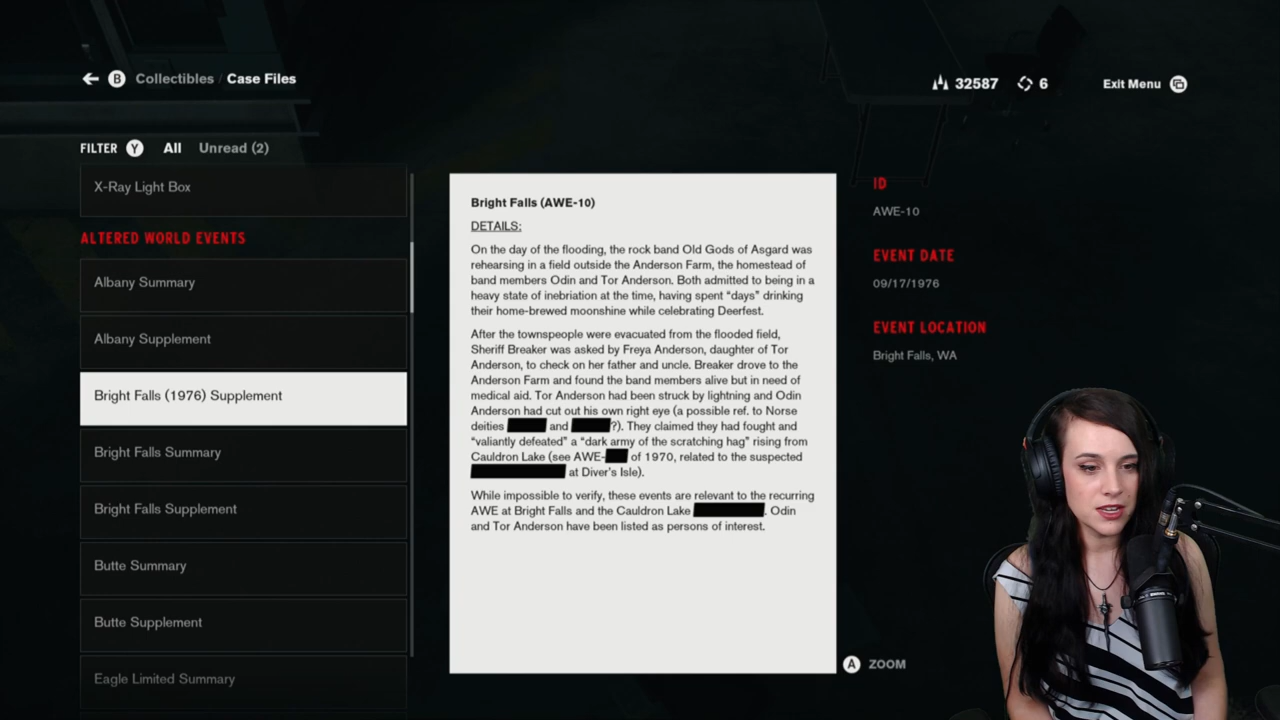 B Collectibles / Case Files
32587 6 Exit Menu
FILTER Y All Unread (2)
X-Ray Light Box
ALTERED WORLD EVENTS
Albany Summary
Albany Supplement
Bright Falls (1976) Supplement
Bright Falls Summary
Bright Falls Supplement
Butte Summary
Butte Supplement
Eagle Limited Summary
Bright Falls (AWE-10)
DETAILS:
On the day of the flooding, the rock band Old Gods of Asgard was
rehearsing in a field outside the Anderson Farm, the homestead of
band members Odin and Tor Anderson. Both admitted to being in a
heavy state of inebriation at the time, having spent “days” drinking
their home-brewed moonshine while celebrating Deerfest.
After the townspeople were evacuated from the flooded field,
Sheriff Breaker was asked by Freya Anderson, daughter of Tor
Anderson, to check on her father and uncle. Breaker drove to the
Anderson Farm and found the band members alive but in need of
medical aid. Tor Anderson had been struck by lightning and Odin
Anderson had cut out his own right eye (a possible ref. to Norse
deities and ?). They claimed they had fought and
“valiantly defeated” a “dark army of the scratching hag” rising from
Cauldron Lake (see AWE- of 1970, related to the suspected
at Diver's Isle).
While impossible to verify, these events are relevant to the recurring
AWE at Bright Falls and the Cauldron Lake . Odin
and Tor Anderson have been listed as persons of interest.
A ZOOM
ID
AWE-10
EVENT DATE
09/17/1976
EVENT LOCATION
Bright Falls, WA